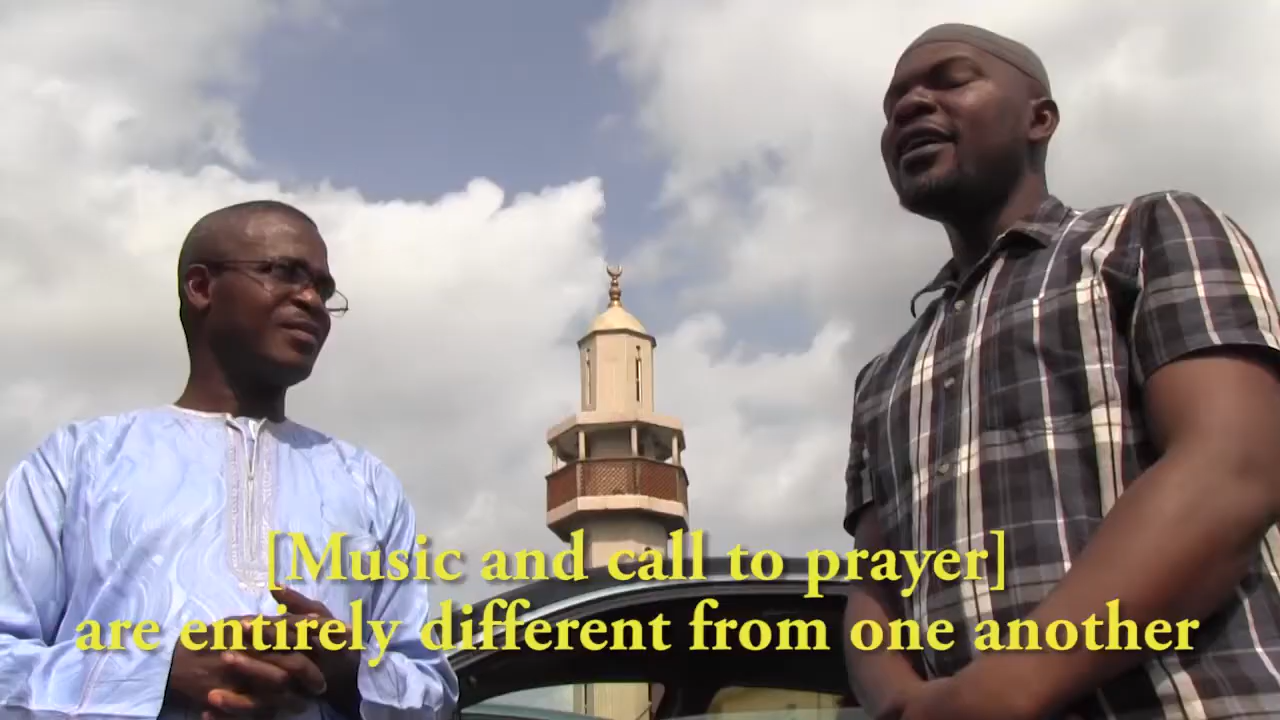 [Music and call to prayer]
are entirely different from one another